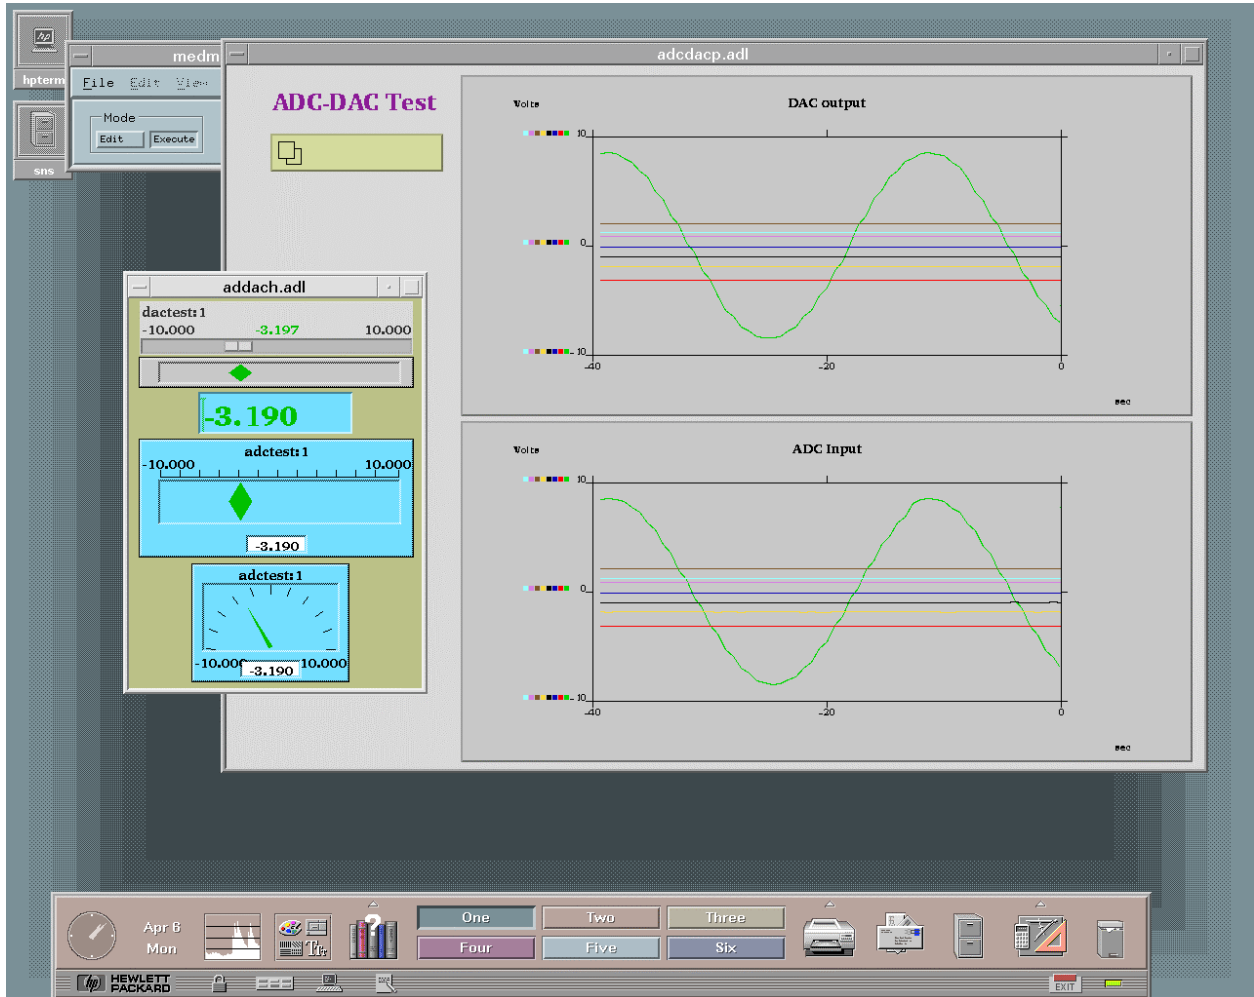 hpterm
sns
medm
File Edit View
Mode
Edit Execute
adcdacp.adl
ADC-DAC Test
Volts
DAC output
10
0
-10
-40
-20
0
sec
Volts
ADC Input
10
0
-10
-40
-20
0
sec
addach.adl
dactest:1
-10.000 -3.197 10.000
-3.190
adctest:1
-10.000 10.000
-3.190
adctest:1
-10.000 10.000
-3.190
Apr 6
Mon
One Two Three
Four Five Six
hp HEWLETT
PACKARD
EXIT